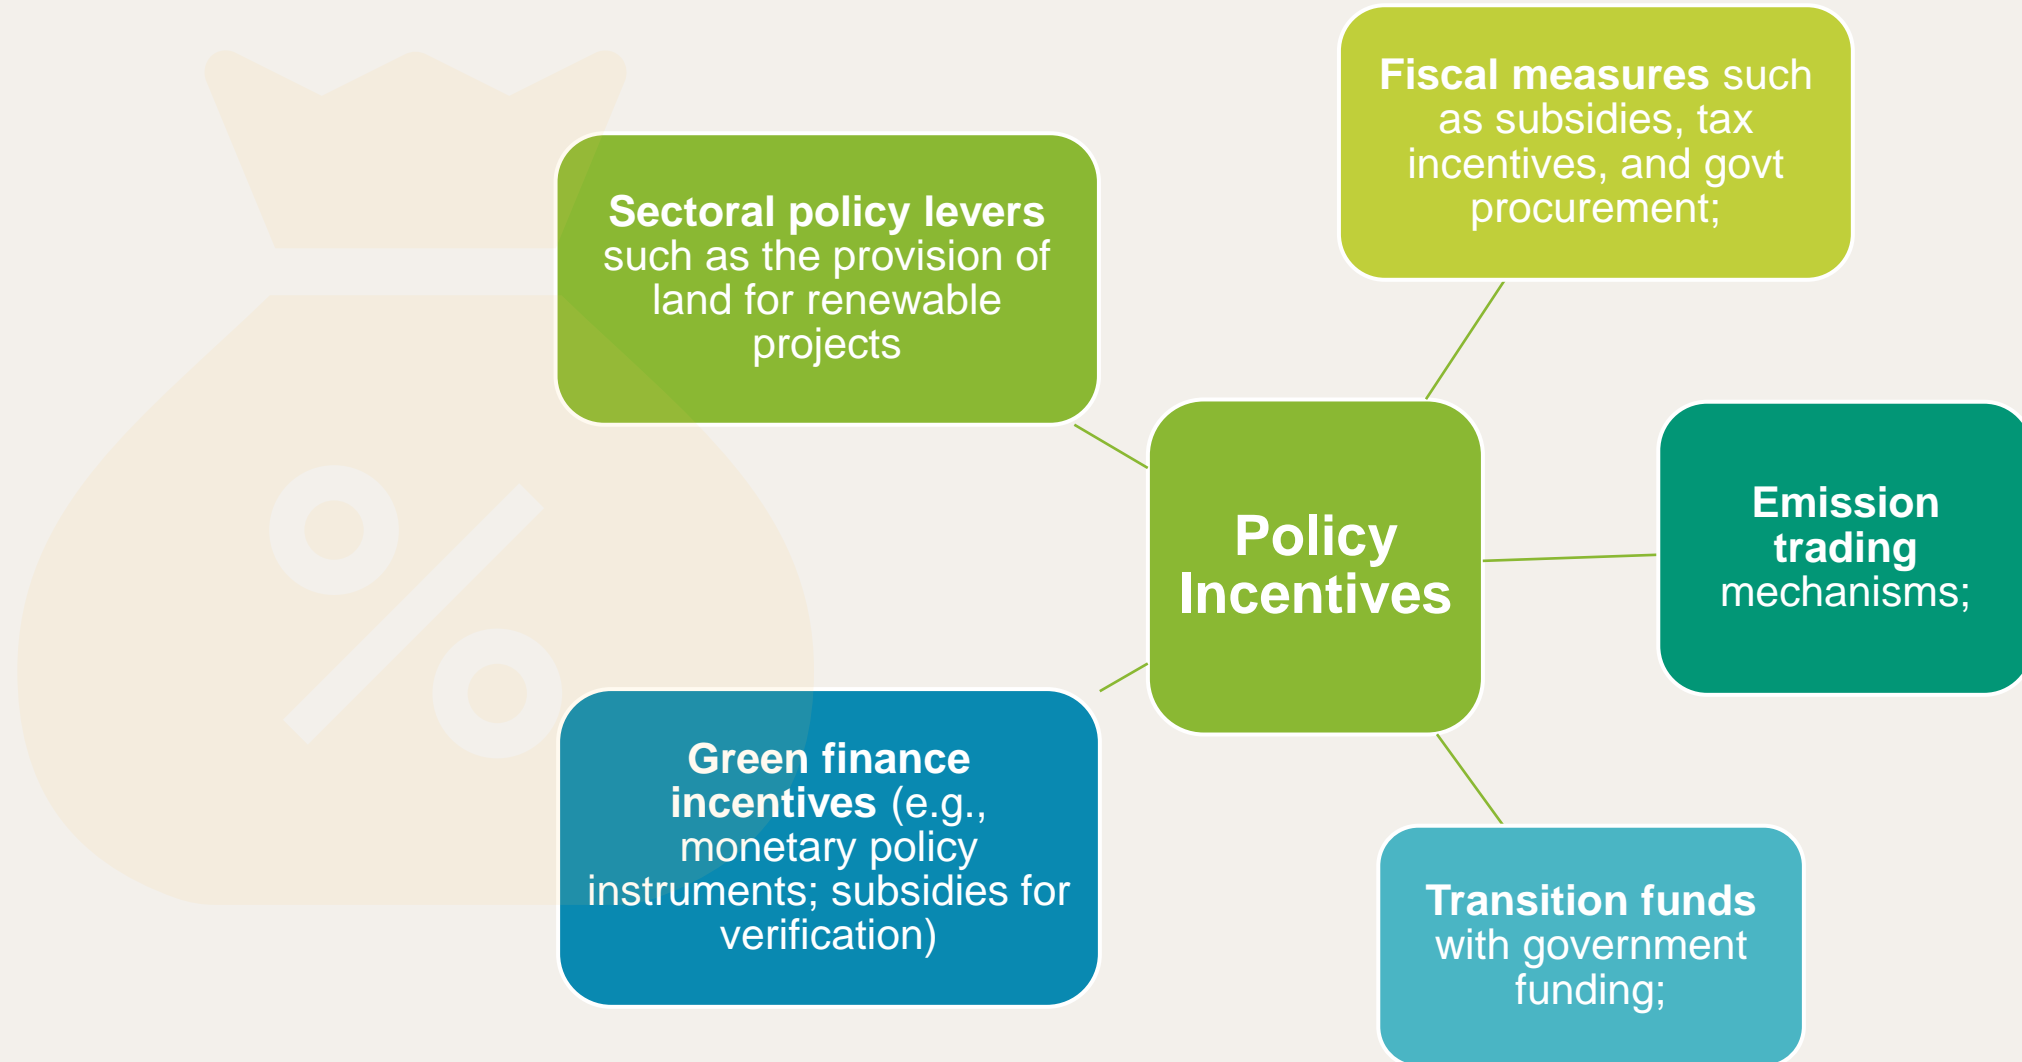 Fiscal measures such
as subsidies, tax
incentives, and govt
procurement;
Sectoral policy levers
such as the provision of
land for renewable
projects
Policy
Incentives
Emission
trading
mechanisms;
Green finance
incentives (e.g.,
monetary policy
instruments; subsidies for
verification)
Transition funds
with government
funding;